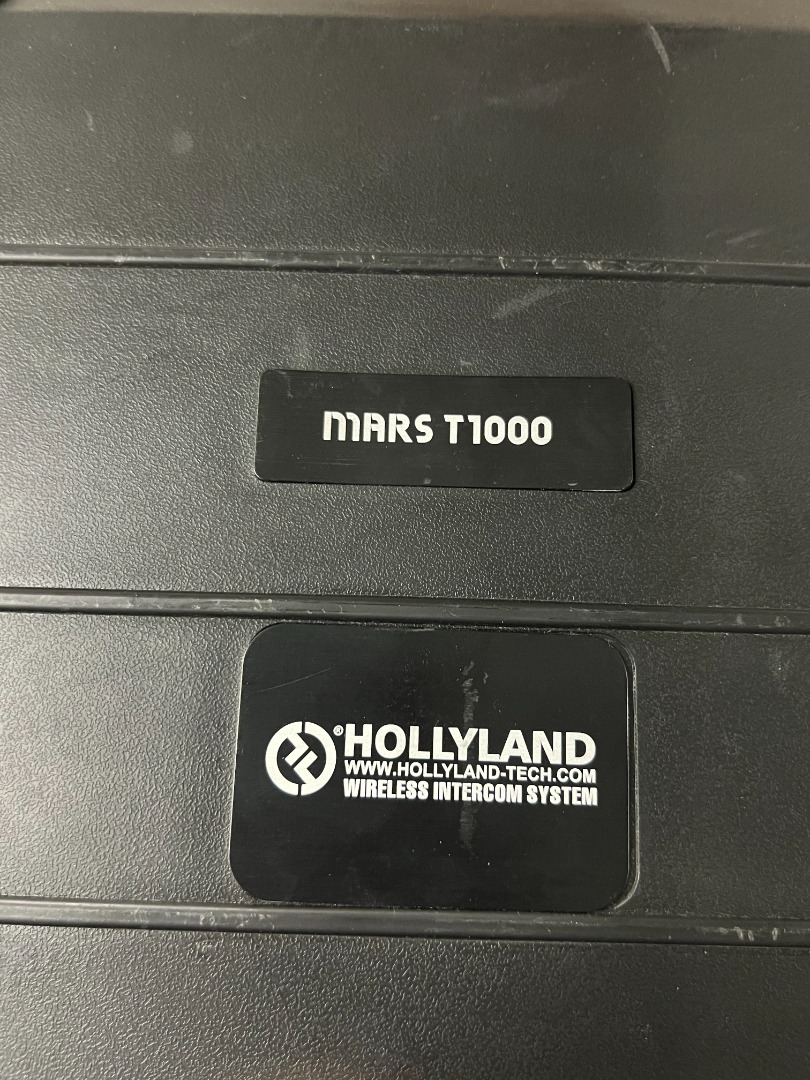 MARS T1000
® HOLLYLAND
WWW.HOLLYLAND-TECH.COM
WIRELESS INTERCOM SYSTEM